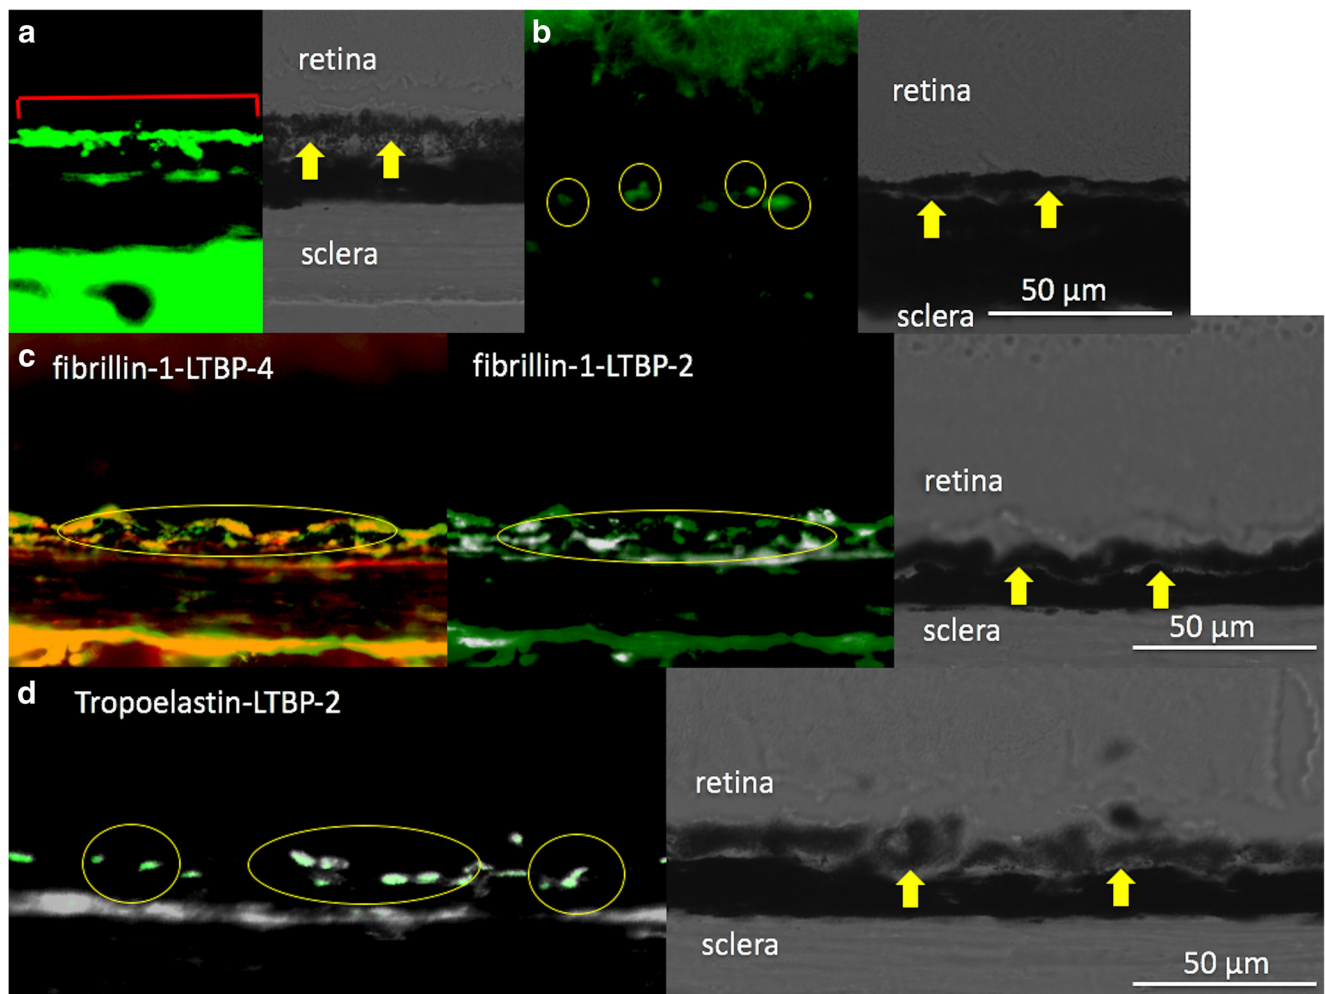 a
retina
sclera
b
retina
50 μm
sclera
c
fibrillin-1-LTBP-4
fibrillin-1-LTBP-2
retina
sclera
50 μm
d
Tropoelastin-LTBP-2
retina
sclera
50 μm